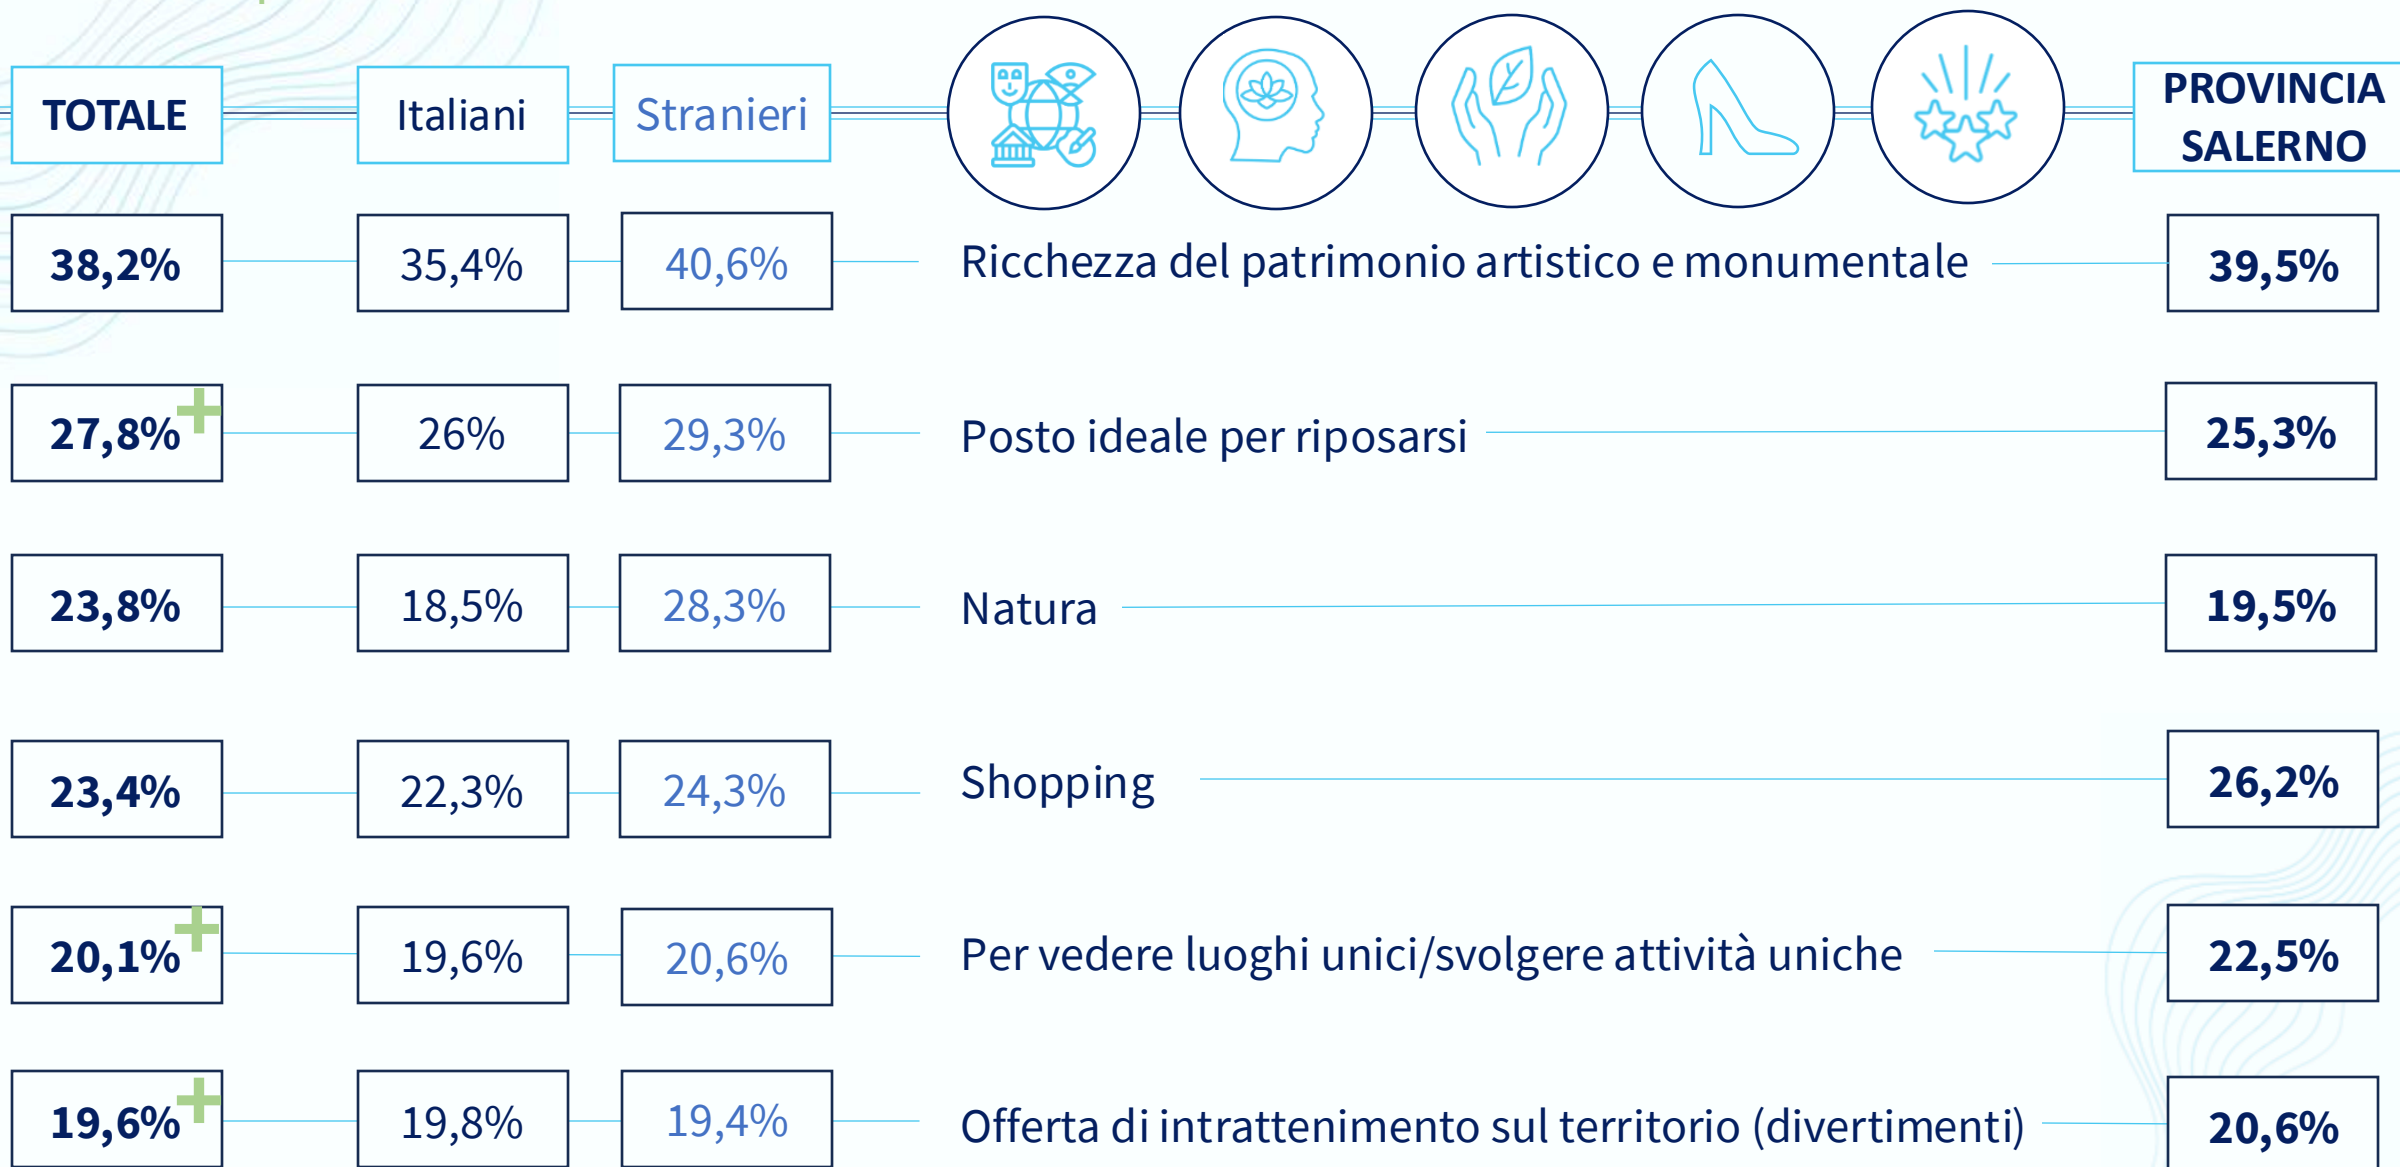 TOTALE Italiani Stranieri PROVINCIA
SALERNO
38,2% 35,4% 40,6% Ricchezza del patrimonio artistico e monumentale 39,5%
27,8% + 26% 29,3% Posto ideale per riposarsi 25,3%
23,8% 18,5% 28,3% Natura 19,5%
23,4% 22,3% 24,3% Shopping 26,2%
20,1% + 19,6% 20,6% Per vedere luoghi unici/svolgere attività uniche 22,5%
19,6% + 19,8% 19,4% Offerta di intrattenimento sul territorio (divertimenti) 20,6%